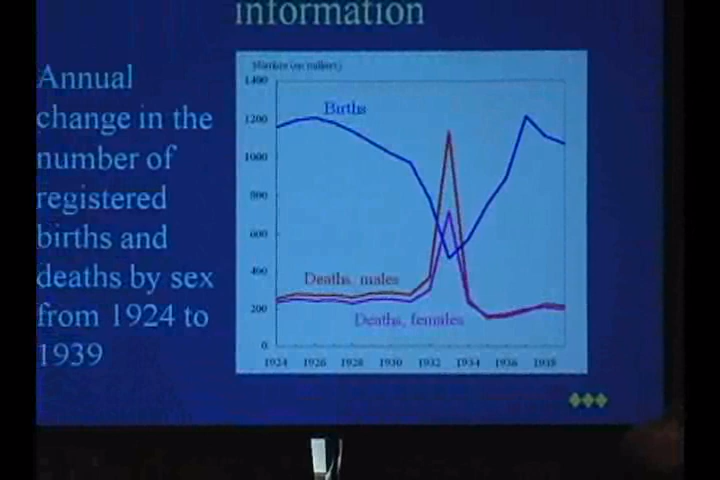 information
Annual
change in the
number of
registered
births and
deaths by sex
from 1924 to
1939
1400
1200
1000
800
600
400
200
0
Births
Deaths, males
Deaths, females
1924 1926 1928 1930 1932 1934 1936 1938